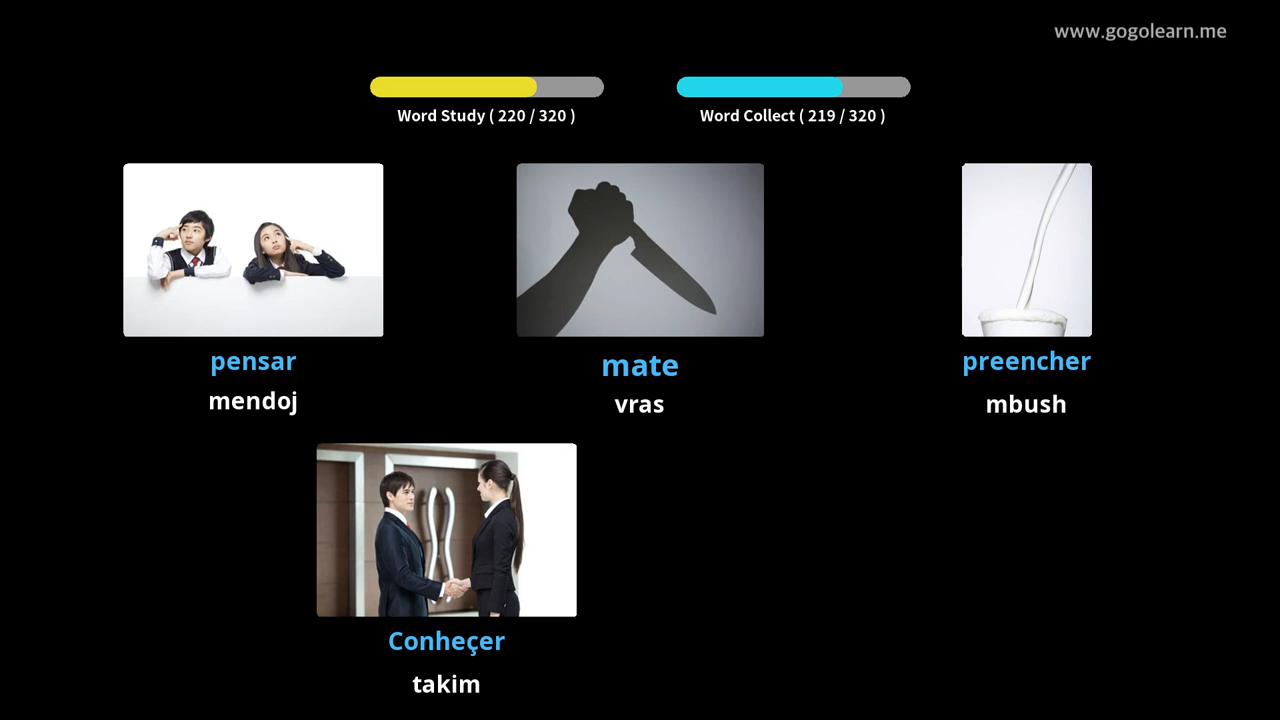 www.gogolearn.me
Word Study ( 220 / 320 )
Word Collect ( 219 / 320 )
pensar
mendoj
mate
vras
preencher
mbush
Conheçer
takim